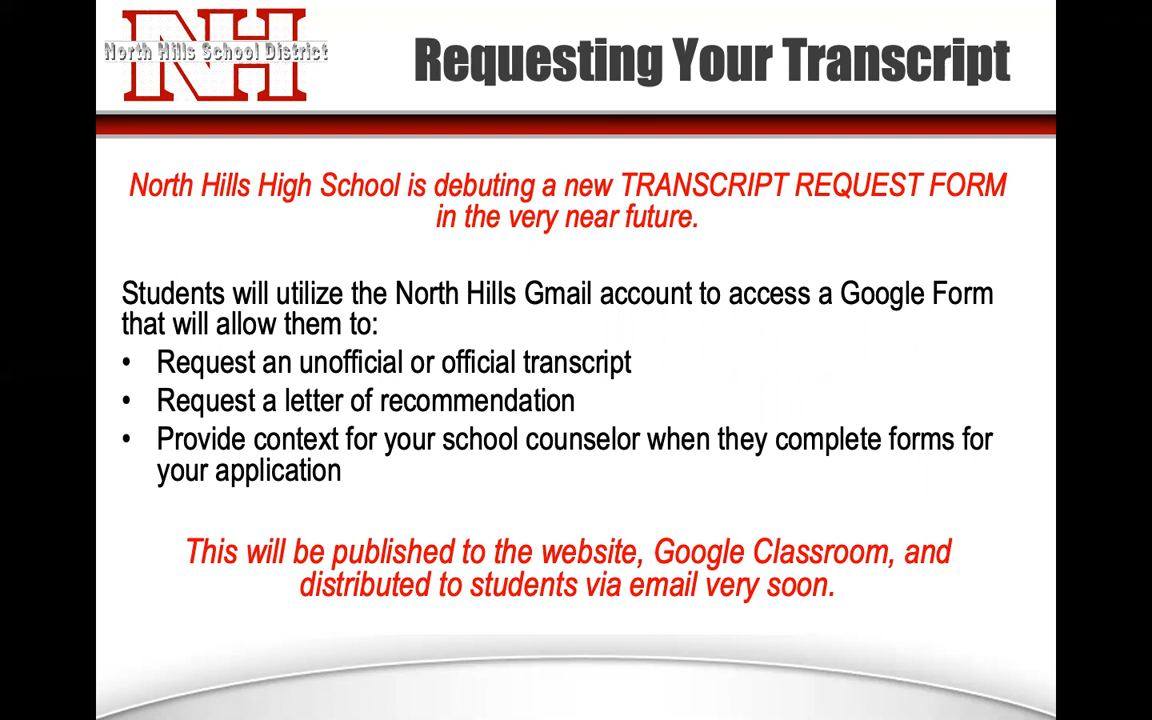 NH
North Hills School District
Requesting Your Transcript
North Hills High School is debuting a new TRANSCRIPT REQUEST FORM
in the very near future.
Students will utilize the North Hills Gmail account to access a Google Form
that will allow them to:
• Request an unofficial or official transcript
• Request a letter of recommendation
• Provide context for your school counselor when they complete forms for
your application
This will be published to the website, Google Classroom, and
distributed to students via email very soon.